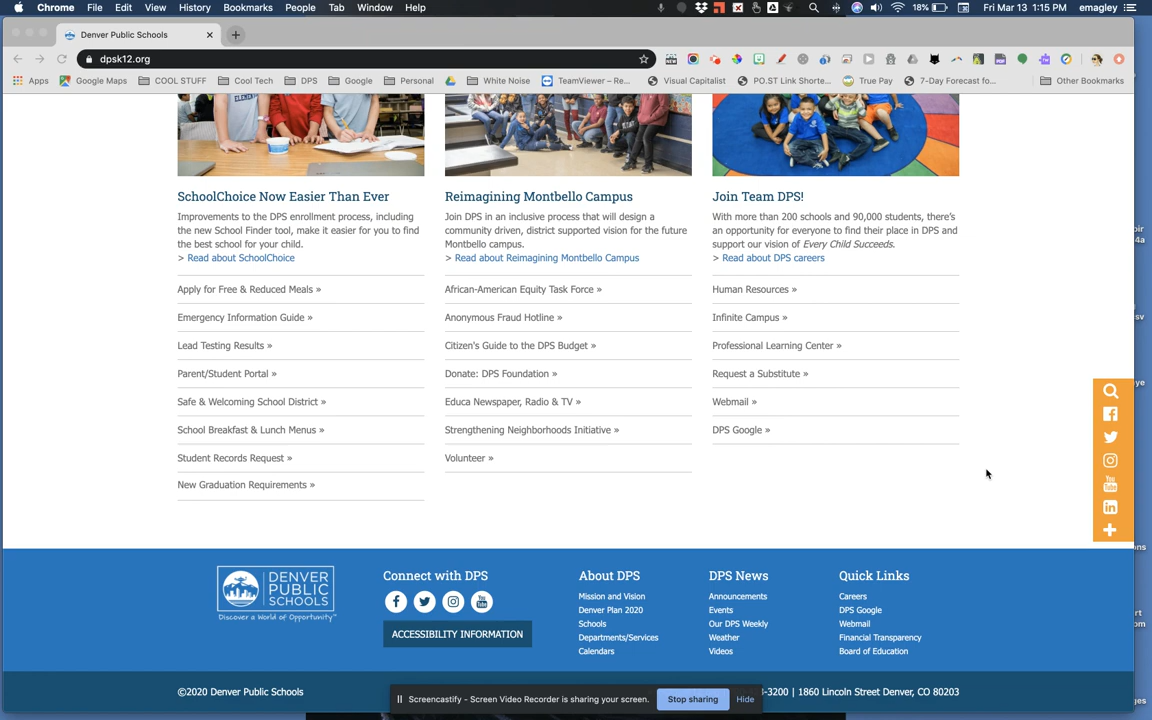 Chrome File Edit View History Bookmarks People Tab Window Help 18% Fri Mar 13 1:15 PM emagley
Denver Public Schools
dpsk12.org
Apps Google Maps COOL STUFF Cool Tech DPS Google Personal White Noise TeamViewer – Re... Visual Capitalist PO.ST Link Shorte... True Pay 7-Day Forecast fo... Other Bookmarks
SchoolChoice Now Easier Than Ever
Improvements to the DPS enrollment process, including
the new School Finder tool, make it easier for you to find
the best school for your child.
> Read about SchoolChoice
Apply for Free & Reduced Meals »
Emergency Information Guide »
Lead Testing Results »
Parent/Student Portal »
Safe & Welcoming School District »
School Breakfast & Lunch Menus »
Student Records Request »
New Graduation Requirements »
Reimagining Montbello Campus
Join DPS in an inclusive process that will design a
community driven, district supported vision for the future
Montbello campus.
> Read about Reimagining Montbello Campus
African-American Equity Task Force »
Anonymous Fraud Hotline »
Citizen's Guide to the DPS Budget »
Donate: DPS Foundation »
Educa Newspaper, Radio & TV »
Strengthening Neighborhoods Initiative »
Volunteer »
Join Team DPS!
With more than 200 schools and 90,000 students, there's
an opportunity for everyone to find their place in DPS and
support our vision of Every Child Succeeds.
> Read about DPS careers
Human Resources »
Infinite Campus »
Professional Learning Center »
Request a Substitute »
Webmail »
DPS Google »
DENVER
PUBLIC
SCHOOLS
Discover a World of Opportunity™
Connect with DPS
ACCESSIBILITY INFORMATION
About DPS
Mission and Vision
Denver Plan 2020
Schools
Departments/Services
Calendars
DPS News
Announcements
Events
Our DPS Weekly
Weather
Videos
Quick Links
Careers
DPS Google
Webmail
Financial Transparency
Board of Education
©2020 Denver Public Schools
-3200 | 1860 Lincoln Street Denver, CO 80203
Screencastify - Screen Video Recorder is sharing your screen. Stop sharing Hide